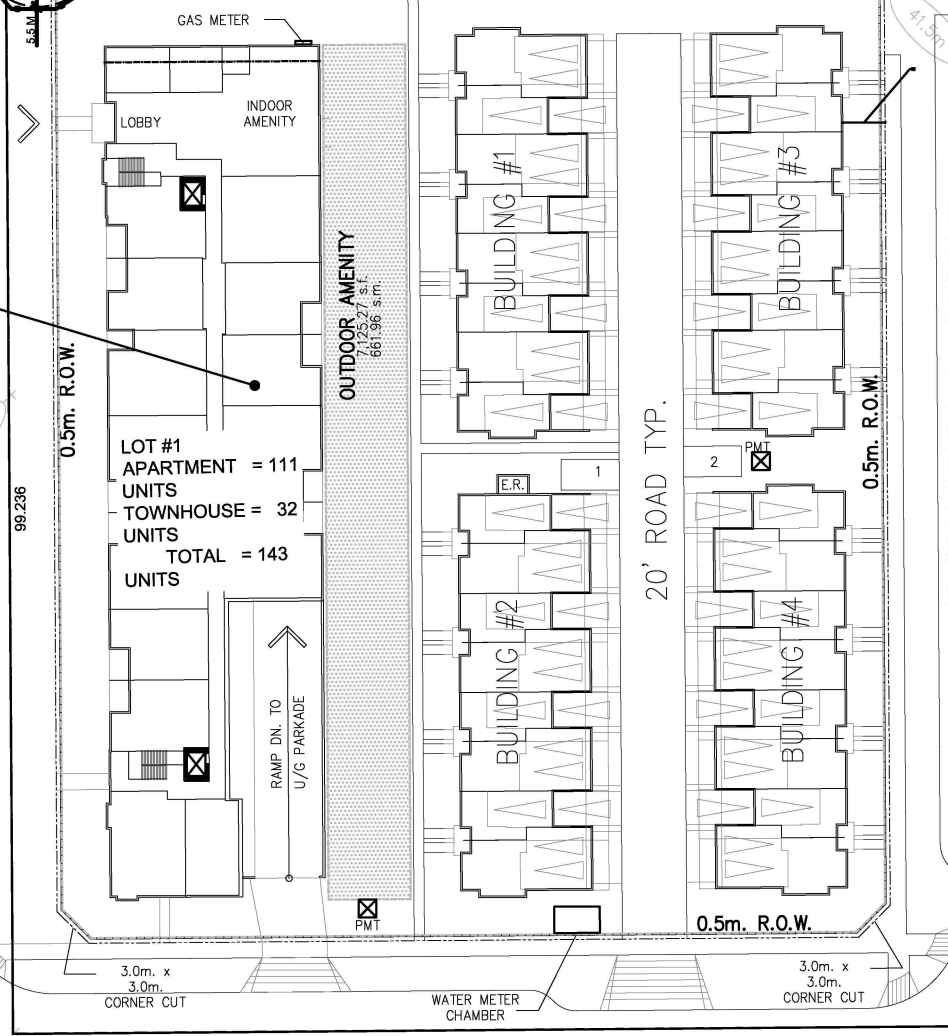 5.5 M
GAS METER
41.5m
LOBBY
INDOOR
AMENITY
OUTDOOR AMENITY
7,125.27 s.f.
661.96 s.m.
BUILDING #1
BUILDING #3
0.5m. R.O.W.
0.5m. R.O.W.
20' ROAD TYP.
99.236
LOT #1
APARTMENT = 111
UNITS
TOWNHOUSE = 32
UNITS
TOTAL = 143
UNITS
E.R.
1
2
PMT
BUILDING #2
BUILDING #4
RAMP DN. TO
U/G PARKADE
PMT
0.5m. R.O.W.
3.0m. x
3.0m.
CORNER CUT
WATER METER
CHAMBER
3.0m. x
3.0m.
CORNER CUT